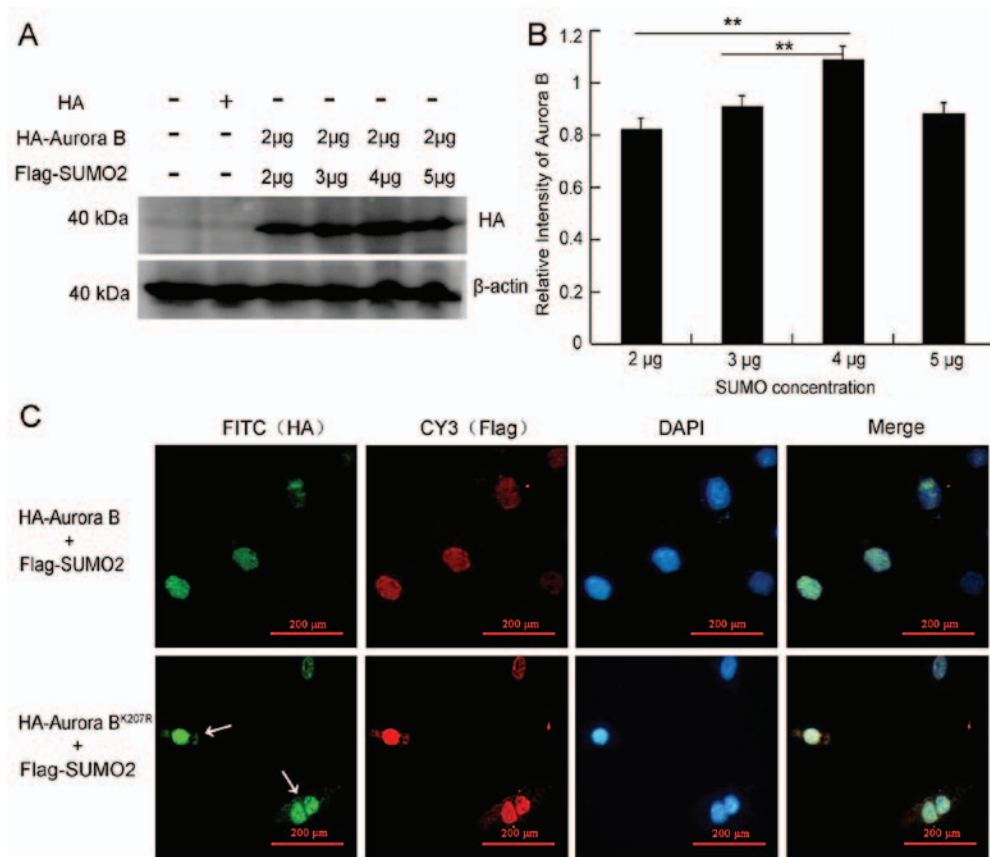 A
HA - + - - - -
HA-Aurora B - - 2µg 2µg 2µg 2µg
Flag-SUMO2 - - 2µg 3µg 4µg 5µg
40 kDa HA
40 kDa β-actin
B
Relative Intensity of Aurora B
1.2
1
0.8
0.6
0.4
0.2
0
**
**
2 µg 3 µg 4 µg 5 µg
SUMO concentration
C
FITC（HA） CY3（Flag） DAPI Merge
HA-Aurora B
+
Flag-SUMO2
200 µm 200 µm 200 µm 200 µm
HA-Aurora B^K207R
+
Flag-SUMO2
200 µm 200 µm 200 µm 200 µm